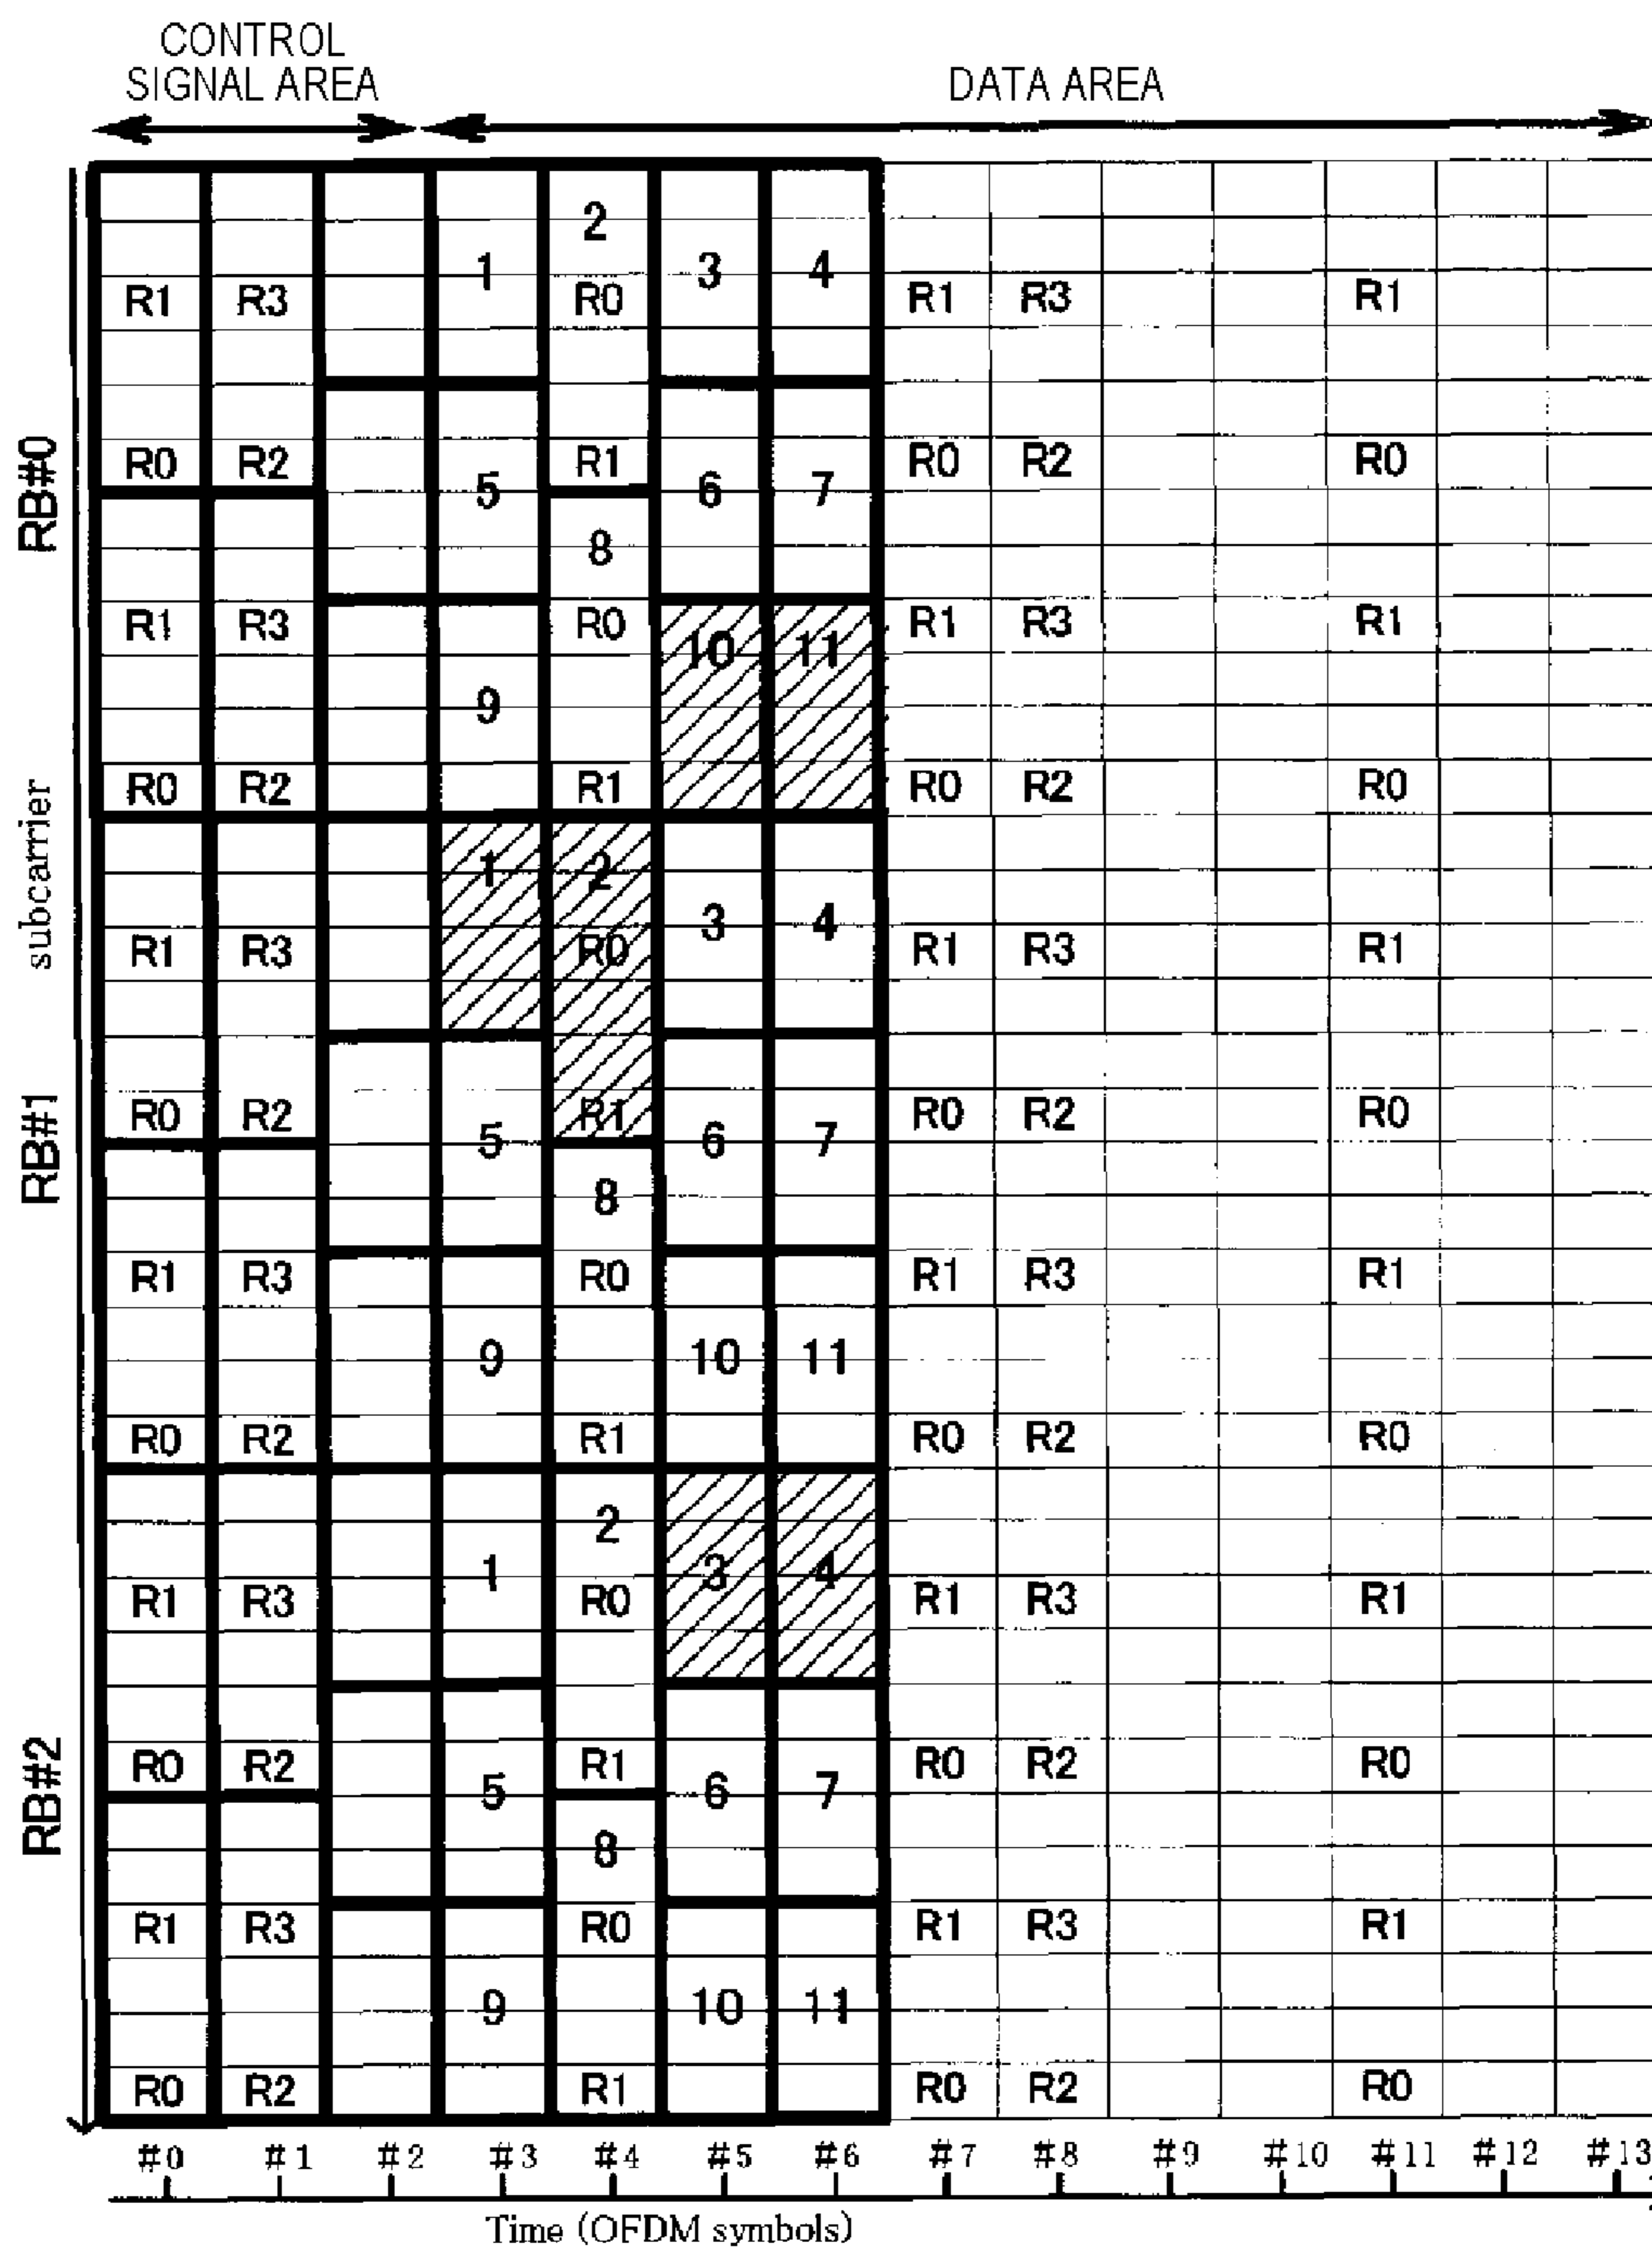 CONTROL
SIGNAL AREA
DATA AREA
2
1 3 4
R1 R3 R0 R1 R3 R1
RB#0
R0 R2 R1 R0 R2 R0
5 6 7
8
R1 R3 R0 10 11 R1 R3 R1
9
R0 R2 R1 R0 R2 R0
subcarrier
1 2
3 4
R1 R3 R0 R1 R3 R1
RB#1
R0 R2 R1 R0 R2 R0
5 6 7
8
R1 R3 R0 R1 R3 R1
9 10 11
R0 R2 R1 R0 R2 R0
2
1 3 4
R1 R3 R0 R1 R3 R1
RB#2
R0 R2 R1 R0 R2 R0
5 6 7
8
R1 R3 R0 R1 R3 R1
9 10 11
R0 R2 R1 R0 R2 R0
#0 #1 #2 #3 #4 #5 #6 #7 #8 #9 #10 #11 #12 #13
Time (OFDM symbols)